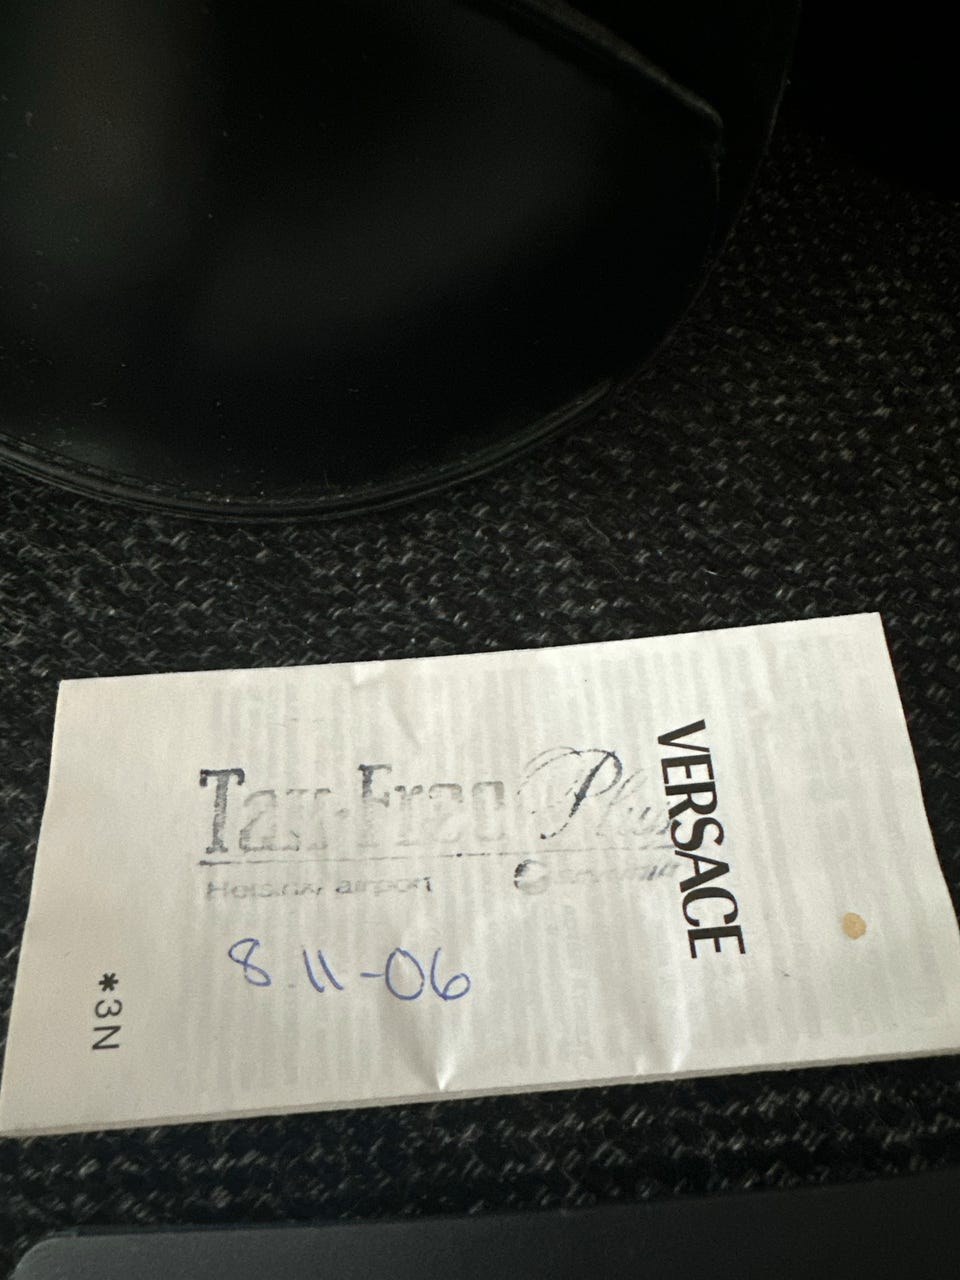 VERSACE
Tax-Free Plus
Helsinki airport
8.11-06
*3N